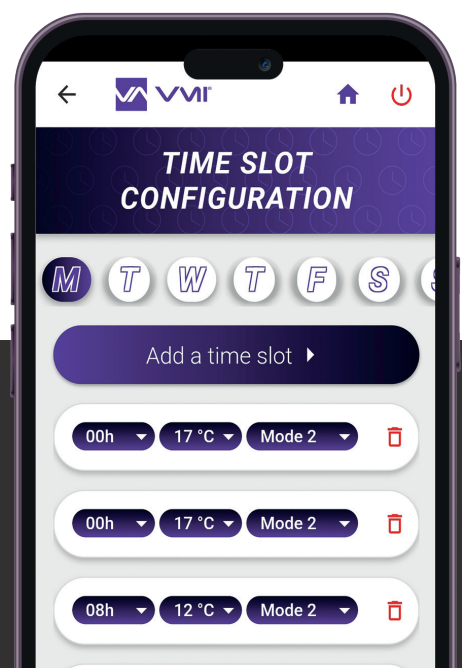 VMI
TIME SLOT
CONFIGURATION
M T W T F S S
Add a time slot
00h 17 °C Mode 2
00h 17 °C Mode 2
08h 12 °C Mode 2